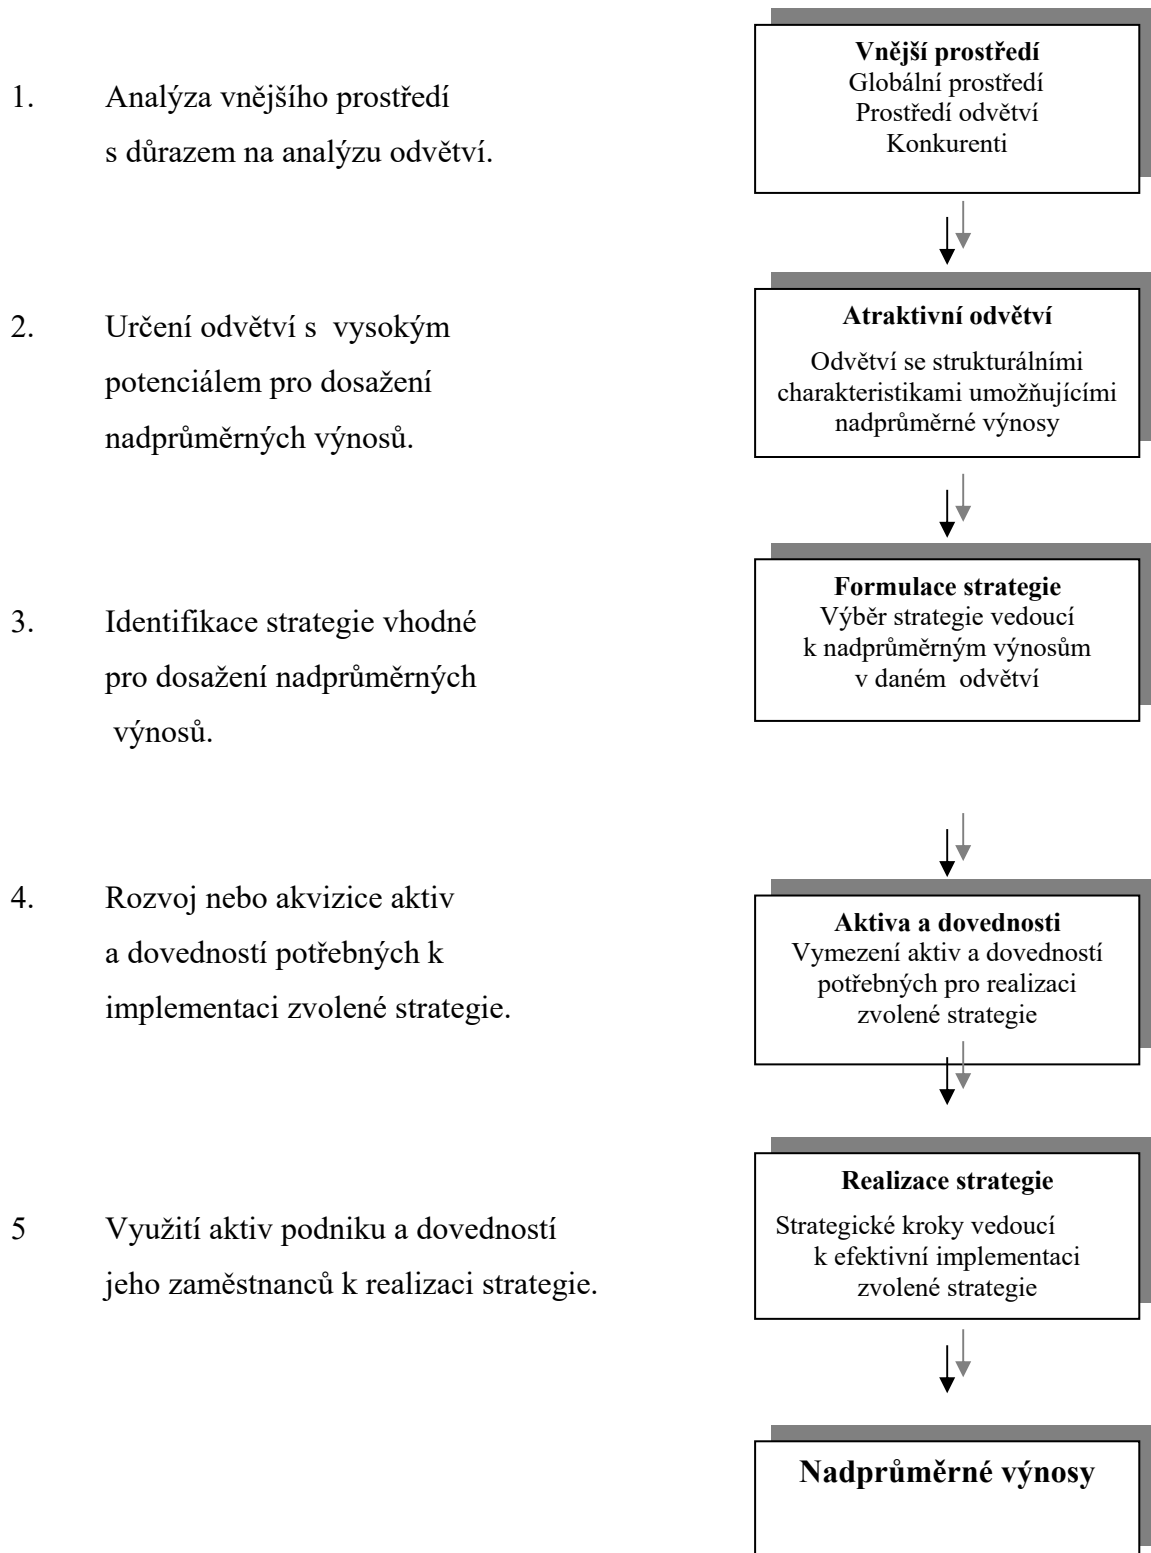 Vnější prostředí
Globální prostředí
Prostředí odvětví
Konkurenti
1. Analýza vnějšího prostředí
s důrazem na analýzu odvětví.
Atraktivní odvětví
Odvětví se strukturálními
charakteristikami umožňujícími
nadprůměrné výnosy
2. Určení odvětví s  vysokým
potenciálem pro dosažení
nadprůměrných výnosů.
Formulace strategie
Výběr strategie vedoucí
k nadprůměrným výnosům
v daném  odvětví
3. Identifikace strategie vhodné
pro dosažení nadprůměrných
výnosů.
Aktiva a dovednosti
Vymezení aktiv a dovedností
potřebných pro realizaci
zvolené strategie
4. Rozvoj nebo akvizice aktiv
a dovedností potřebných k
implementaci zvolené strategie.
Realizace strategie
Strategické kroky vedoucí
k efektivní implementaci
zvolené strategie
5 Využití aktiv podniku a dovedností
jeho zaměstnanců k realizaci strategie.
Nadprůměrné výnosy